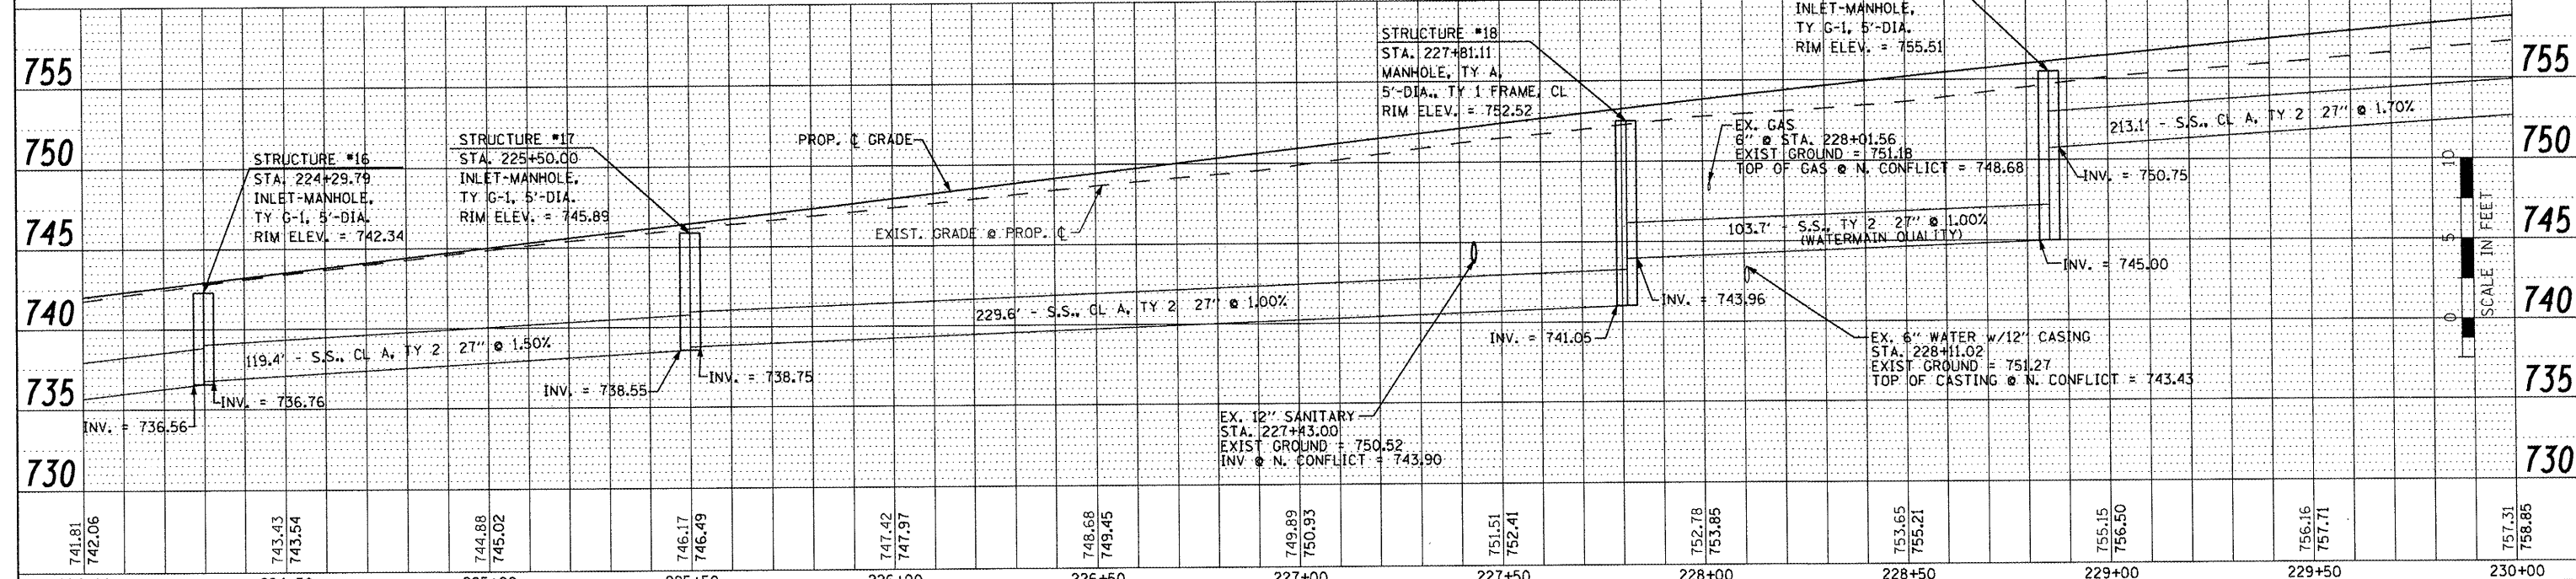 INLET-MANHOLE,
TY G-1, 5'-DIA.
RIM ELEV. = 755.51
STRUCTURE #18
STA. 227+81.11
MANHOLE, TY A,
5'-DIA., TY 1 FRAME, CL
RIM ELEV. = 752.52
755
755
213.1' - S.S., CL A, TY 2 27" @ 1.70%
EX. GAS
6" @ STA. 228+01.56
EXIST GROUND = 751.18
TOP OF GAS @ N. CONFLICT = 748.68
STRUCTURE #17
STA. 225+50.00
INLET-MANHOLE,
TY G-1, 5'-DIA.
RIM ELEV. = 745.89
PROP. ℄ GRADE
750
750
STRUCTURE #16
STA. 224+29.79
INLET-MANHOLE,
TY G-1, 5'-DIA.
RIM ELEV. = 742.34
INV. = 750.75
EXIST. GRADE @ PROP. ℄
103.7' - S.S., TY 2 27" @ 1.00%
(WATERMAIN QUALITY)
745
745
INV. = 745.00
10
5
0
SCALE IN FEET
229.6' - S.S., CL A, TY 2 27" @ 1.00%
INV. = 743.96
740
740
INV. = 741.05
EX. 6" WATER w/12" CASING
STA. 228+11.02
EXIST GROUND = 751.27
TOP OF CASTING @ N. CONFLICT = 743.43
119.4' - S.S., CL A, TY 2 27" @ 1.50%
INV. = 738.55
INV. = 738.75
735
735
INV. = 736.76
INV. = 736.56
EX. 12" SANITARY
STA. 227+43.00
EXIST GROUND = 750.52
INV @ N. CONFLICT = 743.90
730
730
741.81
742.06
743.43
743.54
744.88
745.02
746.17
746.49
747.42
747.97
748.68
749.45
749.89
750.93
751.51
752.41
752.78
753.85
753.65
755.21
755.15
756.50
756.16
757.71
757.31
758.85
226+00
226+50
227+00
227+50
228+00
228+50
229+00
229+50
230+00